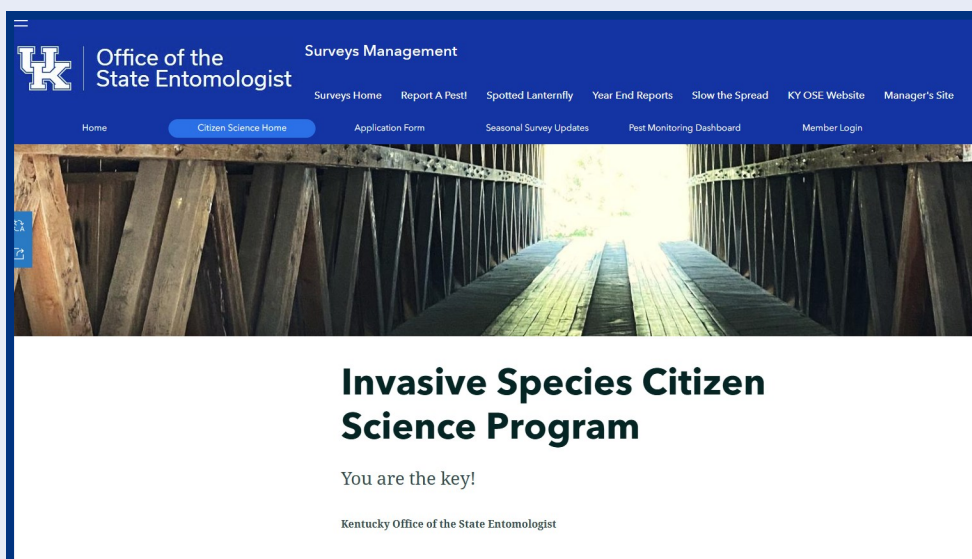 UK
Office of the
State Entomologist
Surveys Management
Surveys Home Report A Pest! Spotted Lanternfly Year End Reports Slow the Spread KY OSE Website Manager's Site
Home Citizen Science Home Application Form Seasonal Survey Updates Pest Monitoring Dashboard Member Login
Invasive Species Citizen
Science Program
You are the key!
Kentucky Office of the State Entomologist